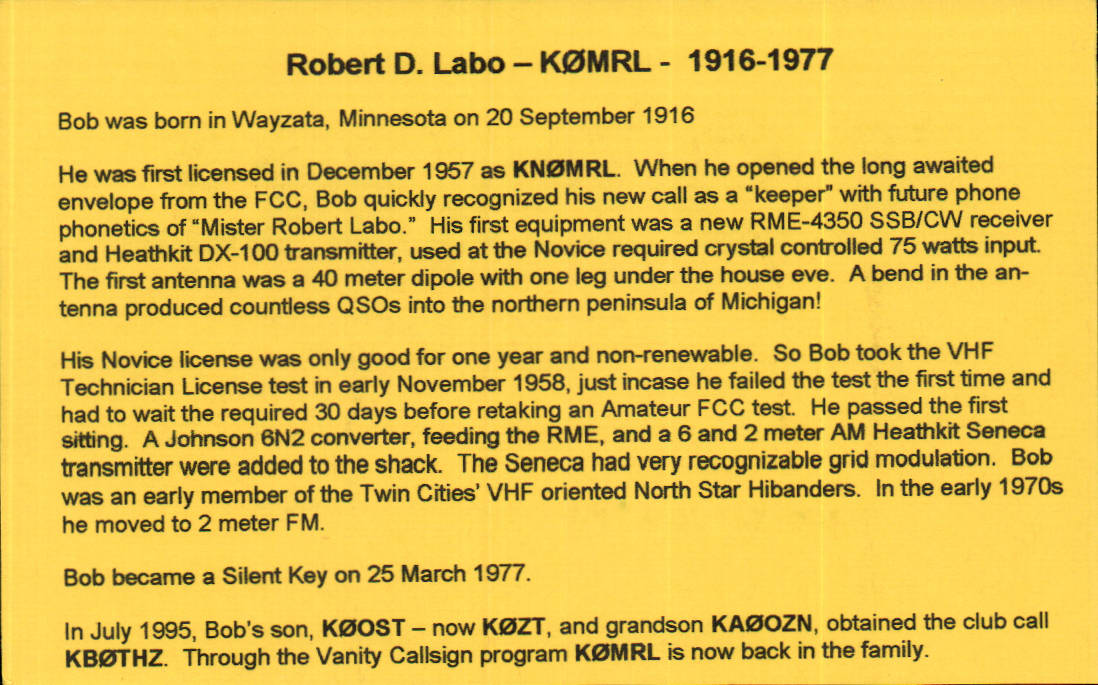 Robert D. Labo – KØMRL - 1916-1977
Bob was born in Wayzata, Minnesota on 20 September 1916
He was first licensed in December 1957 as KNØMRL. When he opened the long awaited
envelope from the FCC, Bob quickly recognized his new call as a “keeper” with future phone
phonetics of “Mister Robert Labo.” His first equipment was a new RME-4350 SSB/CW receiver
and Heathkit DX-100 transmitter, used at the Novice required crystal controlled 75 watts input.
The first antenna was a 40 meter dipole with one leg under the house eve. A bend in the an-
tenna produced countless QSOs into the northern peninsula of Michigan!
His Novice license was only good for one year and non-renewable. So Bob took the VHF
Technician License test in early November 1958, just incase he failed the test the first time and
had to wait the required 30 days before retaking an Amateur FCC test. He passed the first
sitting. A Johnson 6N2 converter, feeding the RME, and a 6 and 2 meter AM Heathkit Seneca
transmitter were added to the shack. The Seneca had very recognizable grid modulation. Bob
was an early member of the Twin Cities’ VHF oriented North Star Hibanders. In the early 1970s
he moved to 2 meter FM.
Bob became a Silent Key on 25 March 1977.
In July 1995, Bob’s son, KØOST – now KØZT, and grandson KAØOZN, obtained the club call
KBØTHZ. Through the Vanity Callsign program KØMRL is now back in the family.